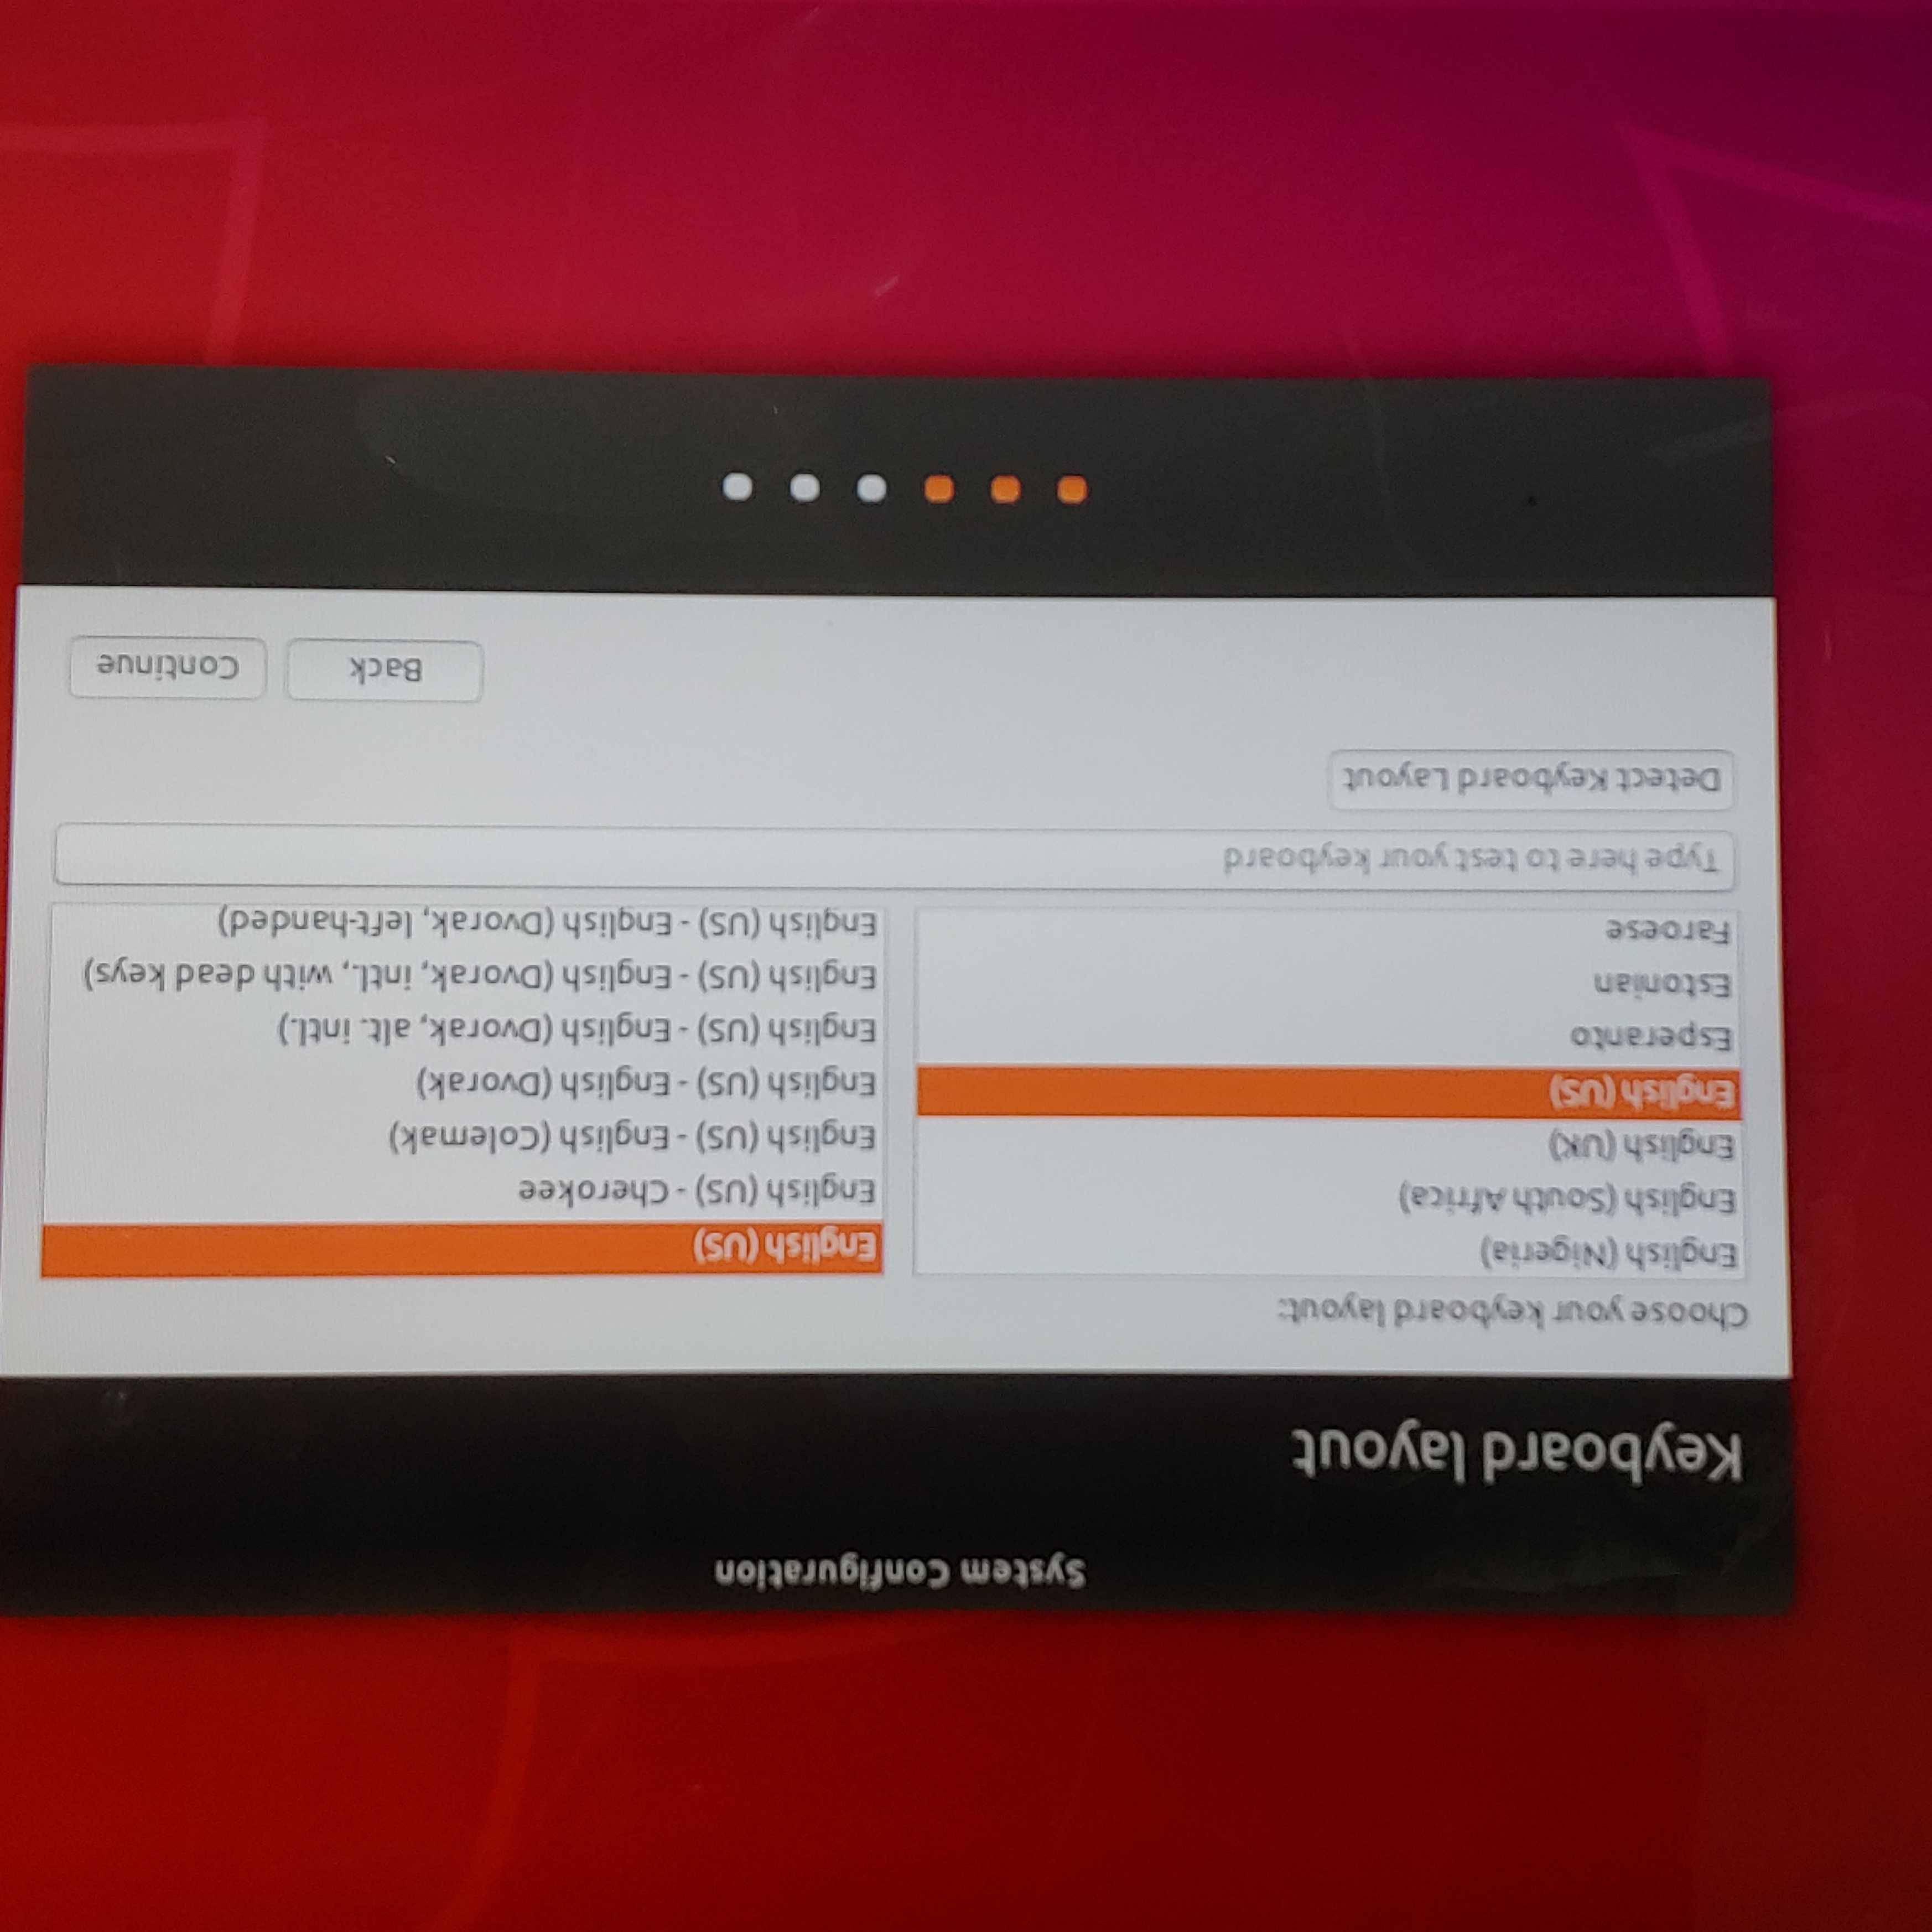 System Configuration
Keyboard layout
Choose your keyboard layout:
English (Nigeria)
English (South Africa)
English (UK)
English (US)
Esperanto
Estonian
Faroese
English (US)
English (US) - Cherokee
English (US) - English (Colemak)
English (US) - English (Dvorak)
English (US) - English (Dvorak, alt. intl.)
English (US) - English (Dvorak, intl., with dead keys)
English (US) - English (Dvorak, left-handed)
Type here to test your keyboard
Detect Keyboard Layout
Back
Continue